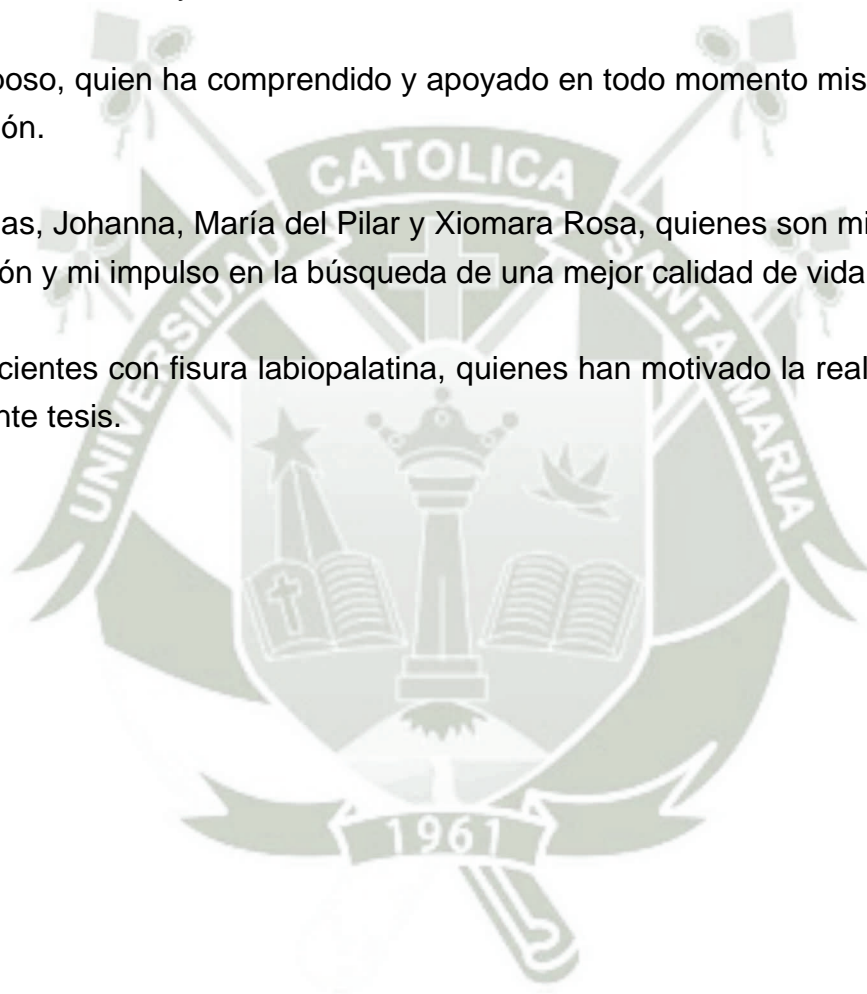 poso, quien ha comprendido y apoyado en todo momento mis
ón.
as, Johanna, María del Pilar y Xiomara Rosa, quienes son mi
ón y mi impulso en la búsqueda de una mejor calidad de vida
cientes con fisura labiopalatina, quienes han motivado la real
nte tesis.
UNIVERSIDAD CATOLICA SANTA MARIA
1961